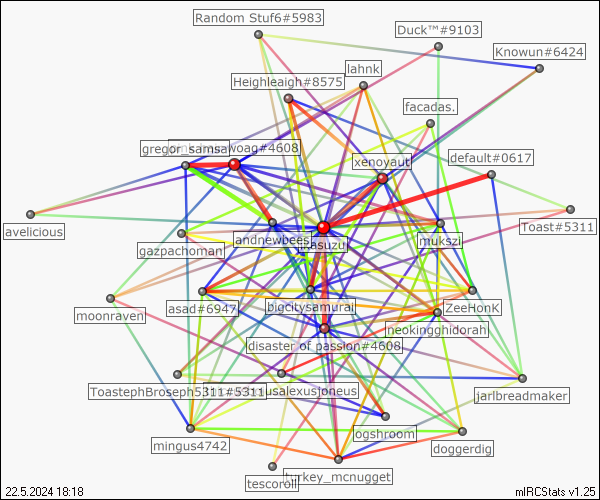 Random Stuf6#5983
Duck™#9103
Knowun#6424
lahnk
Heighleaigh#8575
facadas.
gregor_samsa
woag#4608
xenoyaut
default#0617
avelicious
Toast#5311
andnewbees
asuzu
mukszi
gazpachoman
asad#6947
bigcitysamurai
ZeeHonK
moonraven
neokingghidorah
disaster of passion#4608
ToastephBroseph5311#5311
usalexusjoneus
jarlbreadmaker
ogshroom
mingus4742
doggerdig
tescoroll
turkey_mcnugget
22.5.2024 18:18
mIRCStats v1.25